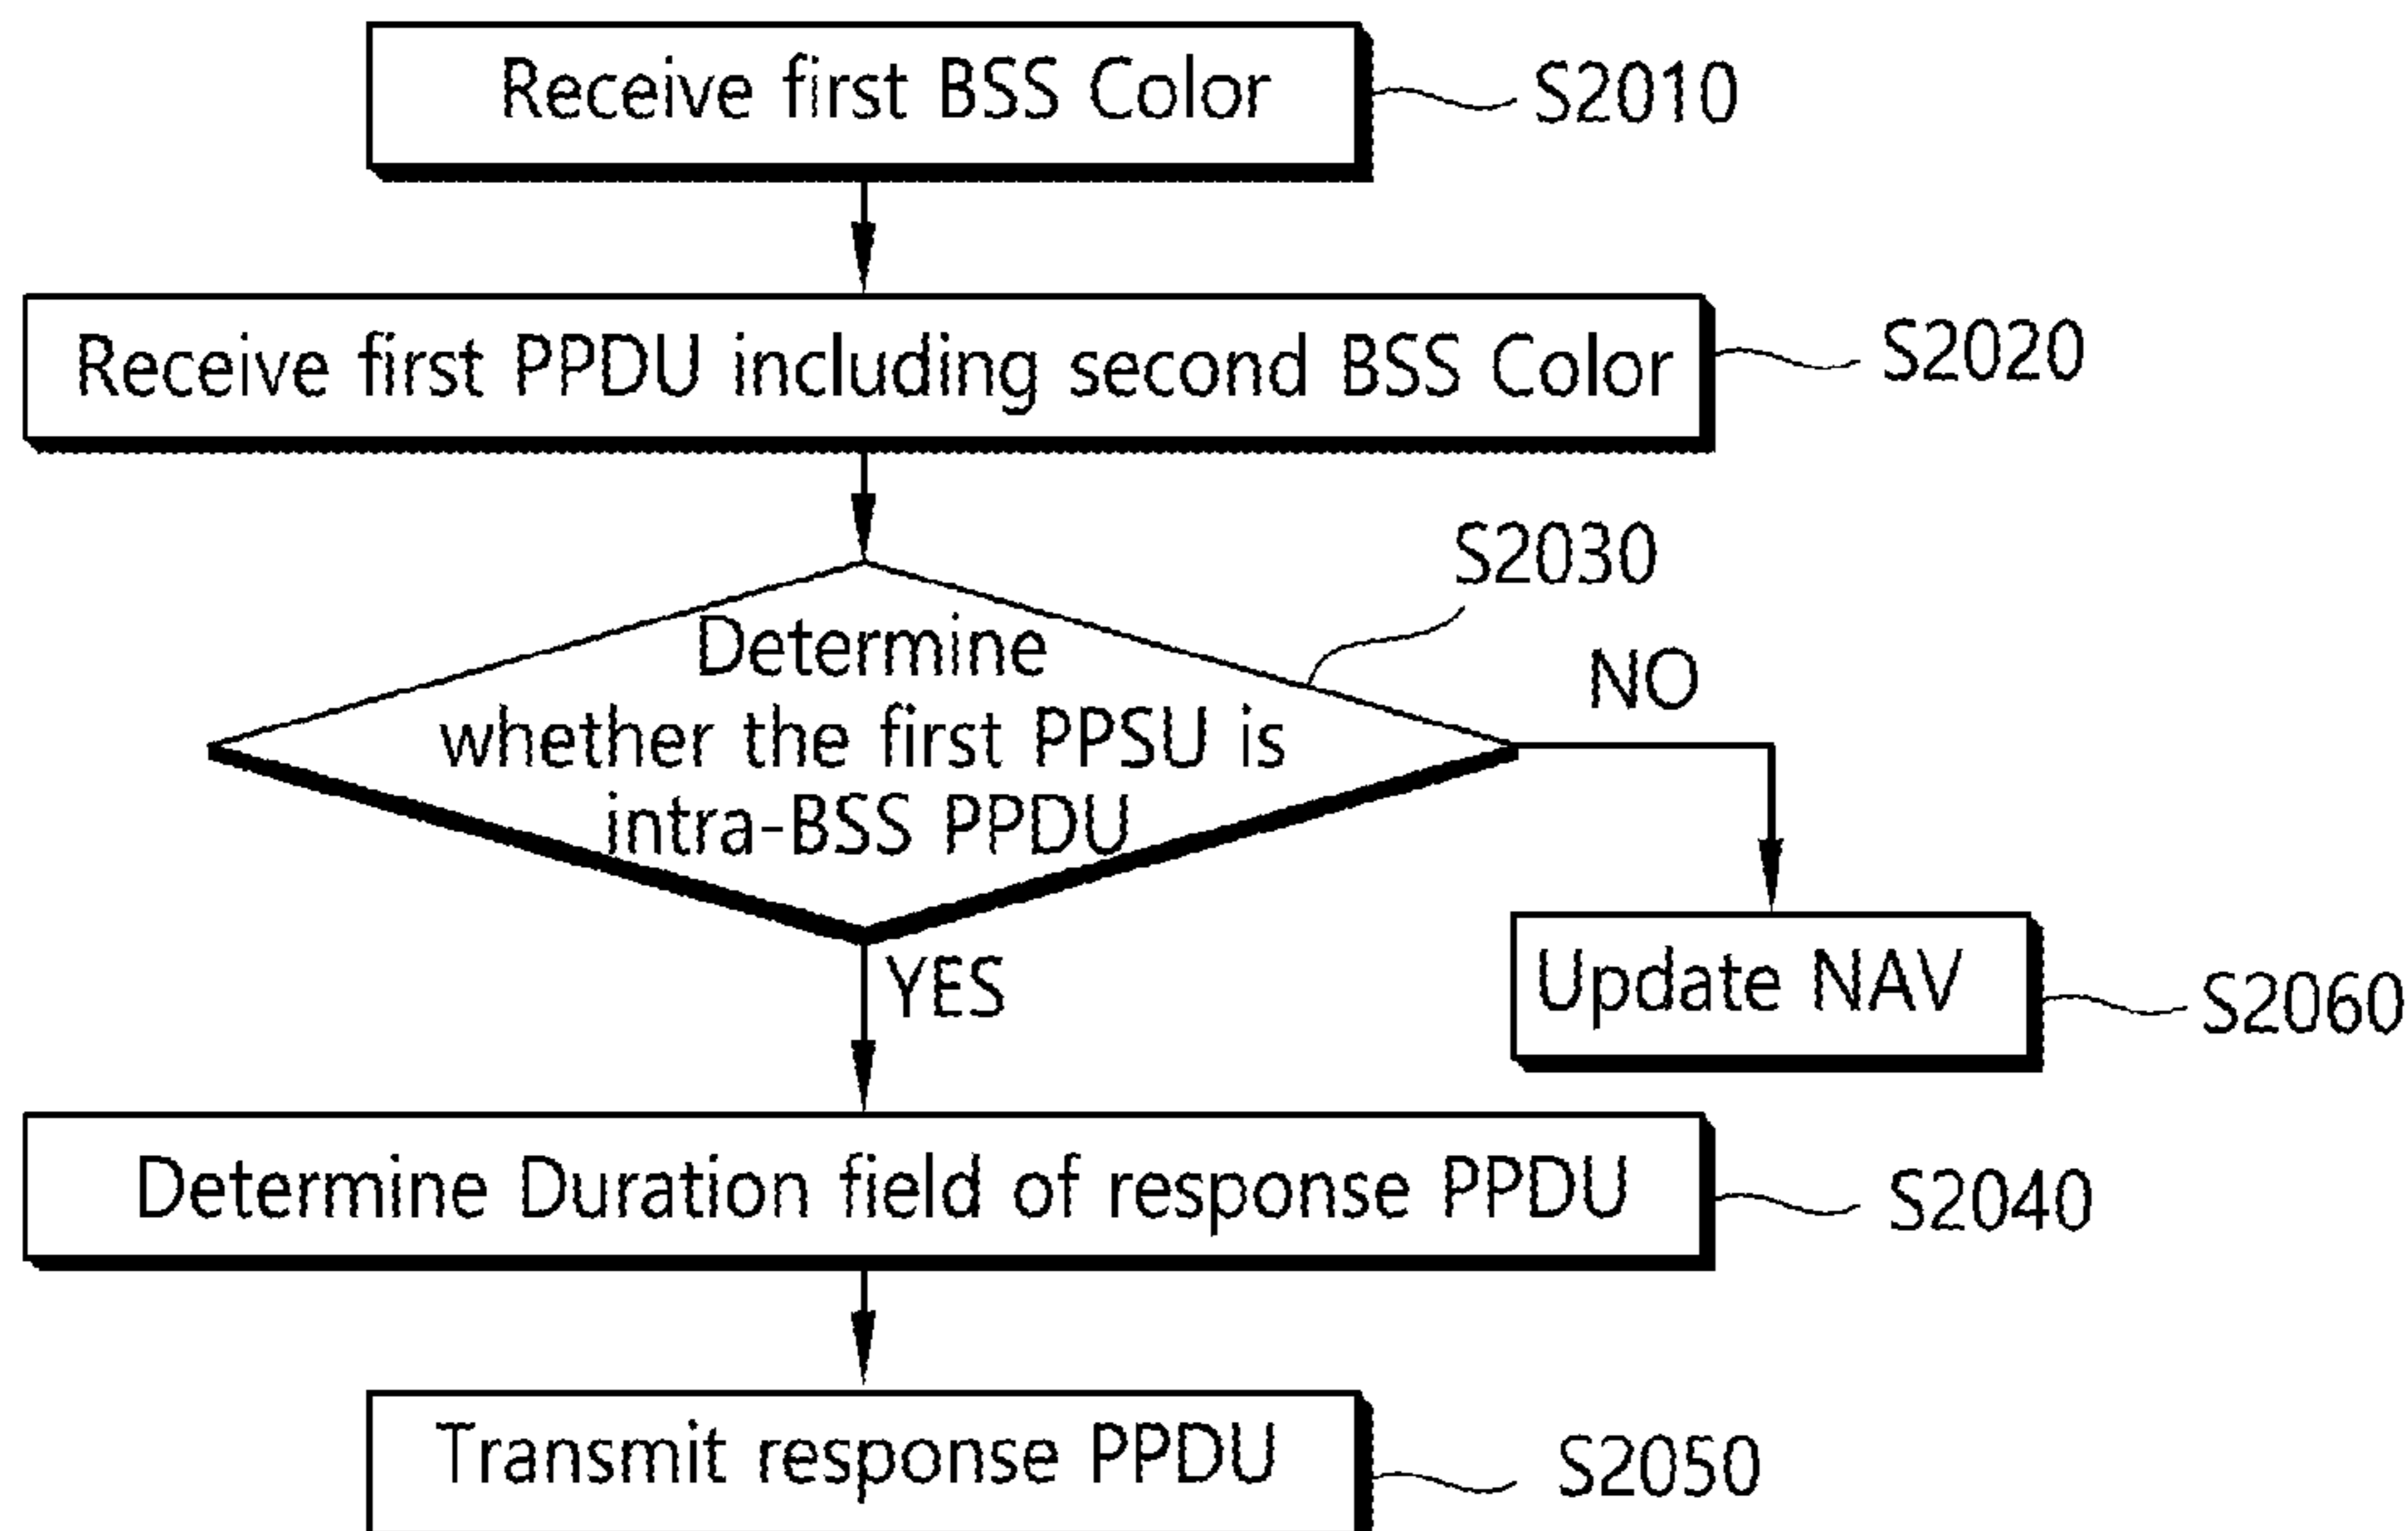 Receive first BSS Color
S2010
Receive first PPDU including second BSS Color
S2020
S2030
Determine
whether the first PPSU is
intra-BSS PPDU
NO
YES
Update NAV
S2060
Determine Duration field of response PPDU
S2040
Transmit response PPDU
S2050